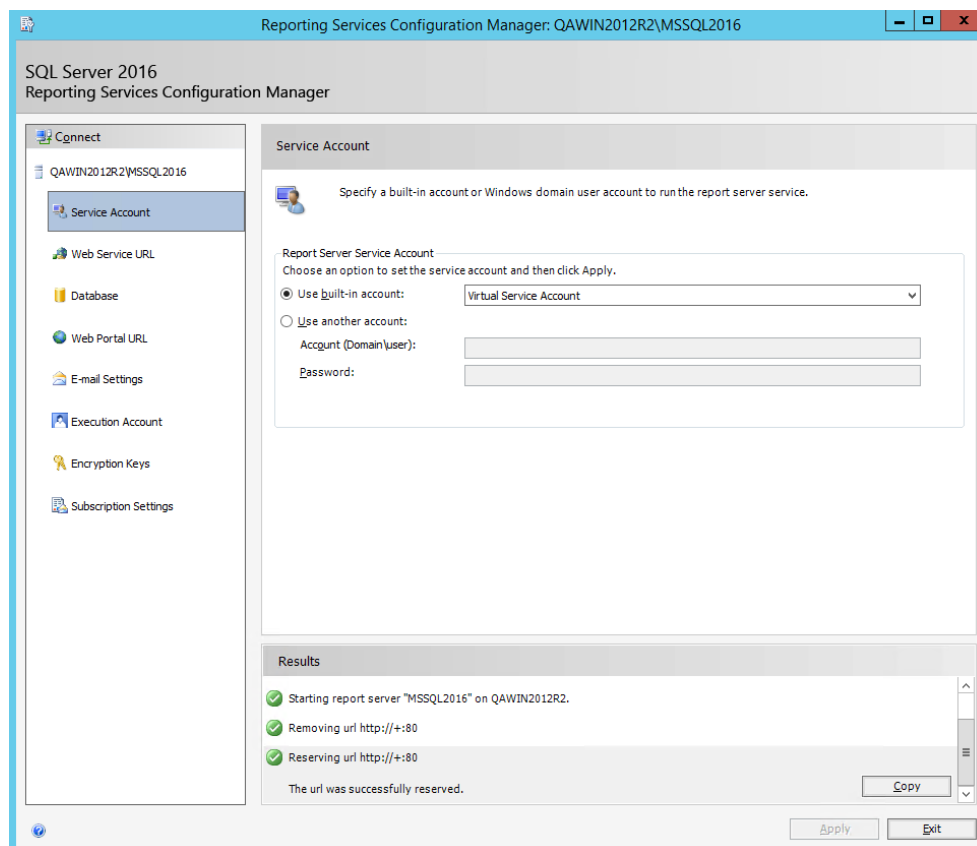 Reporting Services Configuration Manager: QAWIN2012R2\MSSQL2016
SQL Server 2016
Reporting Services Configuration Manager
Connect
QAWIN2012R2\MSSQL2016
Service Account
Web Service URL
Database
Web Portal URL
E-mail Settings
Execution Account
Encryption Keys
Subscription Settings
Service Account
Specify a built-in account or Windows domain user account to run the report server service.
Report Server Service Account
Choose an option to set the service account and then click Apply.
Use built-in account:
Virtual Service Account
Use another account:
Account (Domain\user):
Password:
Results
Starting report server "MSSQL2016" on QAWIN2012R2.
Removing url http://+:80
Reserving url http://+:80
The url was successfully reserved.
Copy
Apply
Exit